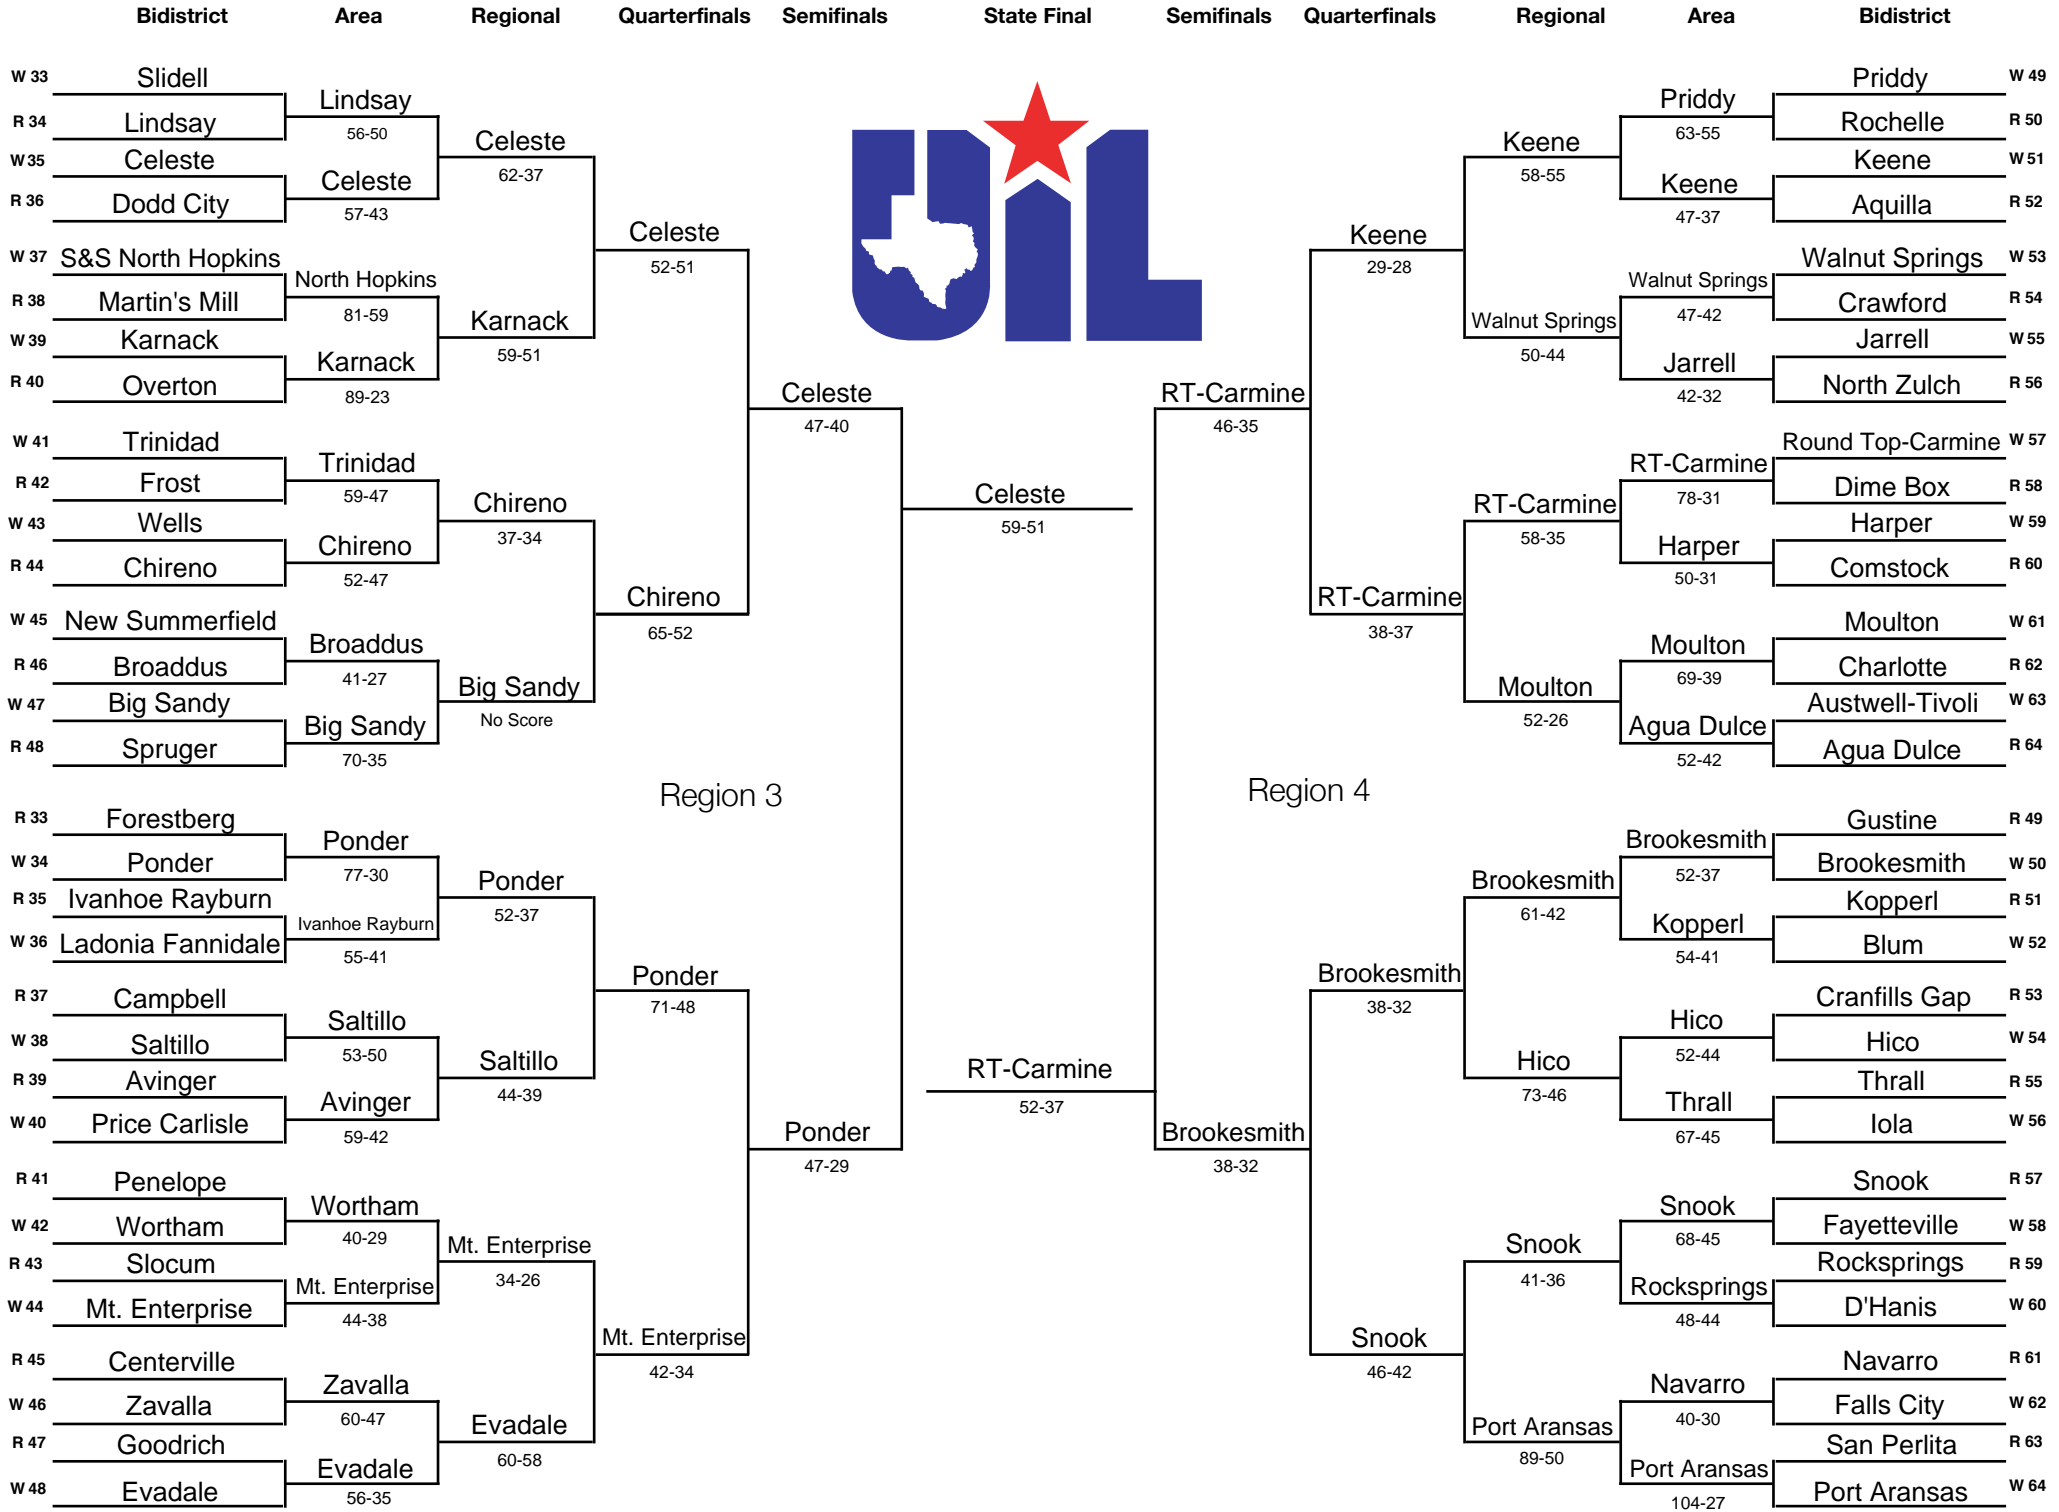 Bidistrict Area Regional Quarterfinals Semifinals State Final Semifinals Quarterfinals Regional Area Bidistrict
W 33 Slidell
R 34 Lindsay
W 35 Celeste
R 36 Dodd City
W 37 S&S North Hopkins
R 38 Martin's Mill
W 39 Karnack
R 40 Overton
W 41 Trinidad
R 42 Frost
W 43 Wells
R 44 Chireno
W 45 New Summerfield
R 46 Broaddus
W 47 Big Sandy
R 48 Spruger
R 33 Forestberg
W 34 Ponder
R 35 Ivanhoe Rayburn
W 36 Ladonia Fannidale
R 37 Campbell
W 38 Saltillo
R 39 Avinger
W 40 Price Carlisle
R 41 Penelope
W 42 Wortham
R 43 Slocum
W 44 Mt. Enterprise
R 45 Centerville
W 46 Zavalla
R 47 Goodrich
W 48 Evadale
Lindsay
56-50
Celeste
57-43
North Hopkins
81-59
Karnack
89-23
Trinidad
59-47
Chireno
52-47
Broaddus
41-27
Big Sandy
70-35
Ponder
77-30
Ivanhoe Rayburn
55-41
Saltillo
53-50
Avinger
59-42
Wortham
40-29
Mt. Enterprise
44-38
Zavalla
60-47
Evadale
56-35
Celeste
62-37
Karnack
59-51
Chireno
37-34
Big Sandy
No Score
Ponder
52-37
Saltillo
44-39
Mt. Enterprise
34-26
Evadale
60-58
Celeste
52-51
Chireno
65-52
Ponder
71-48
Mt. Enterprise
42-34
Region 3
Celeste
47-40
Ponder
47-29
UIL
Celeste
59-51
RT-Carmine
52-37
RT-Carmine
46-35
Brookesmith
38-32
Region 4
Keene
29-28
RT-Carmine
38-37
Brookesmith
38-32
Snook
46-42
Keene
58-55
Walnut Springs
50-44
RT-Carmine
58-35
Moulton
52-26
Brookesmith
61-42
Hico
73-46
Snook
41-36
Port Aransas
89-50
Priddy
63-55
Keene
47-37
Walnut Springs
47-42
Jarrell
42-32
RT-Carmine
78-31
Harper
50-31
Moulton
69-39
Agua Dulce
52-42
Brookesmith
52-37
Kopperl
54-41
Hico
52-44
Thrall
67-45
Snook
68-45
Rocksprings
48-44
Navarro
40-30
Port Aransas
104-27
Priddy W 49
Rochelle R 50
Keene W 51
Aquilla R 52
Walnut Springs W 53
Crawford R 54
Jarrell W 55
North Zulch R 56
Round Top-Carmine W 57
Dime Box R 58
Harper W 59
Comstock R 60
Moulton W 61
Charlotte R 62
Austwell-Tivoli W 63
Agua Dulce R 64
Gustine R 49
Brookesmith W 50
Kopperl R 51
Blum W 52
Cranfills Gap R 53
Hico W 54
Thrall R 55
Iola W 56
Snook R 57
Fayetteville W 58
Rocksprings R 59
D'Hanis W 60
Navarro R 61
Falls City W 62
San Perlita R 63
Port Aransas W 64